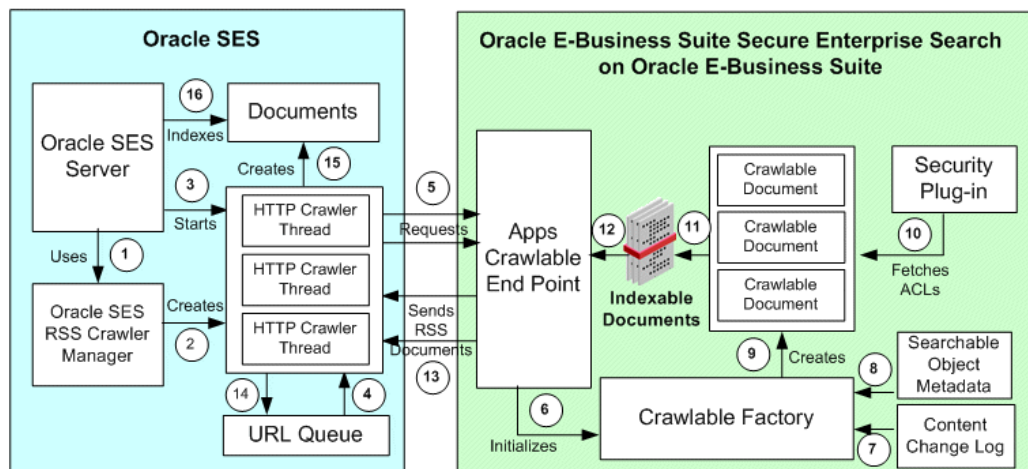 Oracle SES
Oracle SES
Server
16
Indexes
Documents
Creates
15
3
Starts
HTTP Crawler
Thread
HTTP Crawler
Thread
HTTP Crawler
Thread
Uses
1
Oracle SES
RSS Crawler
Manager
Creates
2
14
4
URL Queue
5
Requests
Sends
RSS
Documents
13
Oracle E-Business Suite Secure Enterprise Search
on Oracle E-Business Suite
Apps
Crawlable
End Point
12
11
Indexable
Documents
Crawlable
Document
Crawlable
Document
Crawlable
Document
Security
Plug-in
10
Fetches
ACLs
6
Initializes
9
Creates
Crawlable Factory
8
Searchable
Object
Metadata
7
Content
Change Log